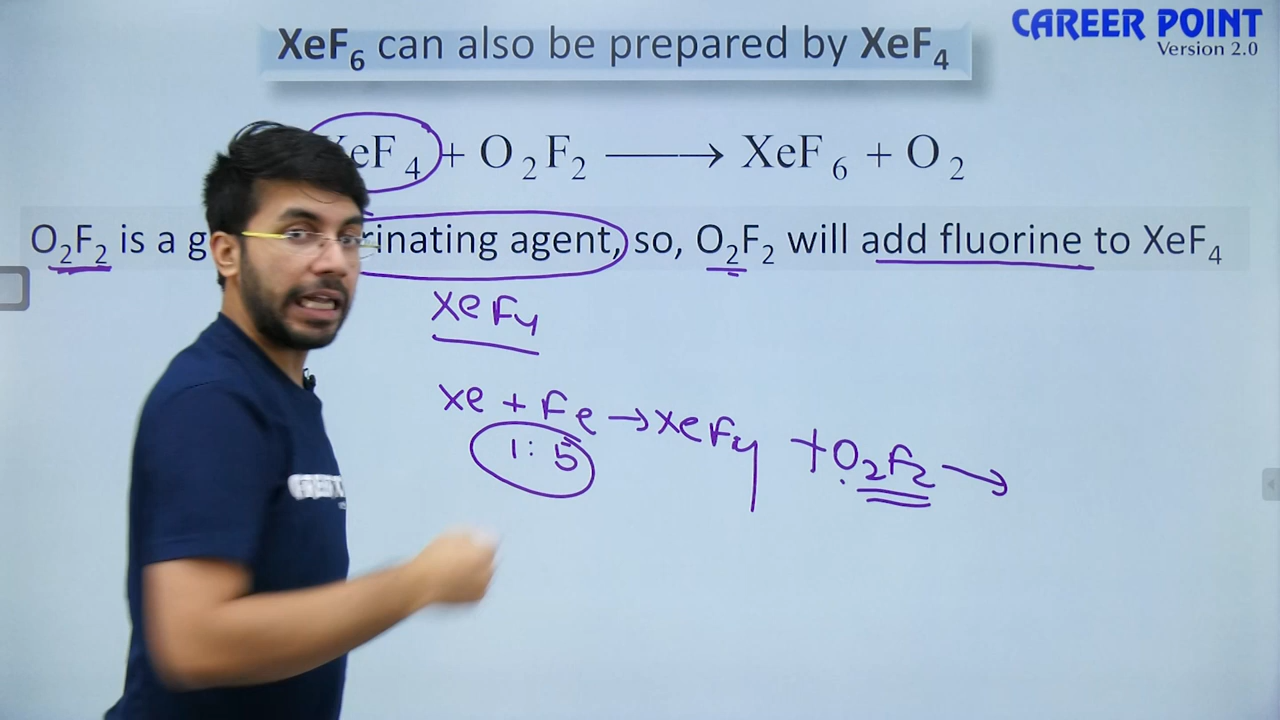 XeF6 can also be prepared by XeF4
CAREER POINT
Version 2.0
eF4 + O2F2 ⟶ XeF6 + O2
O2F2 is a g rinating agent, so, O2F2 will add fluorine to XeF4
XeF4
Xe + Fe → XeF4 + O2F2 →
1 : 5